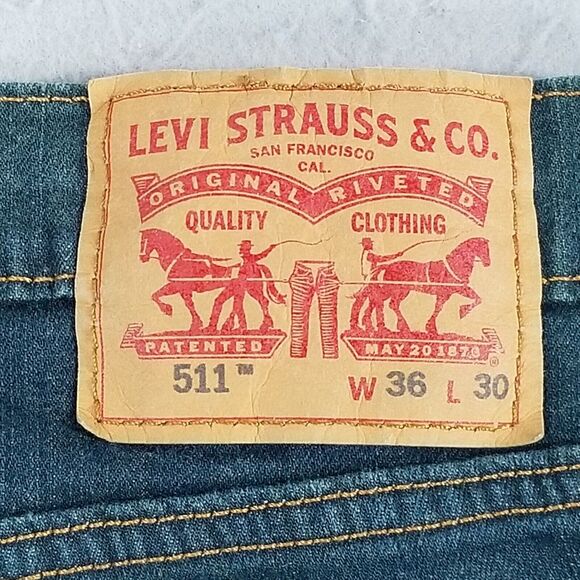 LEVI STRAUSS & CO.
SAN FRANCISCO
CAL.
ORIGINAL RIVETED
QUALITY CLOTHING
PATENTED MAY 20 1873
®
511™ W 36 L 30